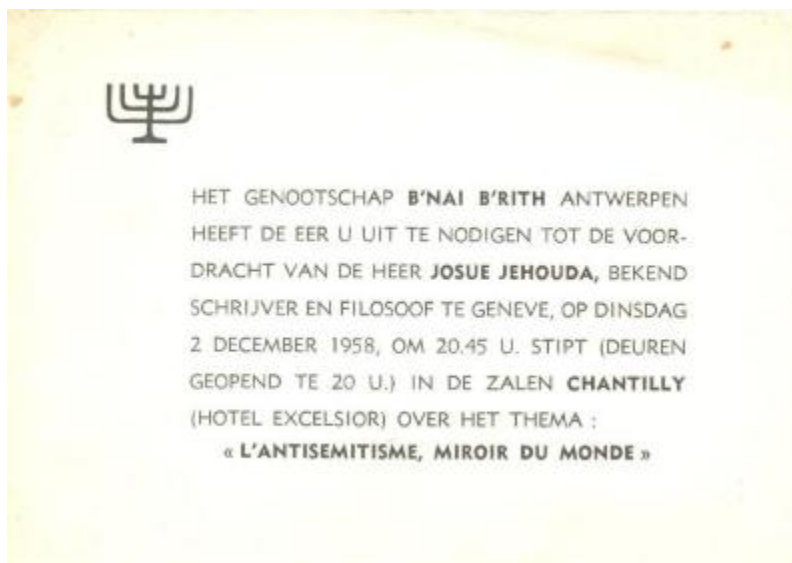 HET GENOOTSCHAP B'NAI B'RITH ANTWERPEN
HEEFT DE EER U UIT TE NODIGEN TOT DE VOOR-
DRACHT VAN DE HEER JOSUE JEHOUDA, BEKEND
SCHRIJVER EN FILOSOOF TE GENEVE, OP DINSDAG
2 DECEMBER 1958, OM 20.45 U. STIPT (DEUREN
GEOPEND TE 20 U.) IN DE ZALEN CHANTILLY
(HOTEL EXCELSIOR) OVER HET THEMA :
« L'ANTISEMITISME, MIROIR DU MONDE »